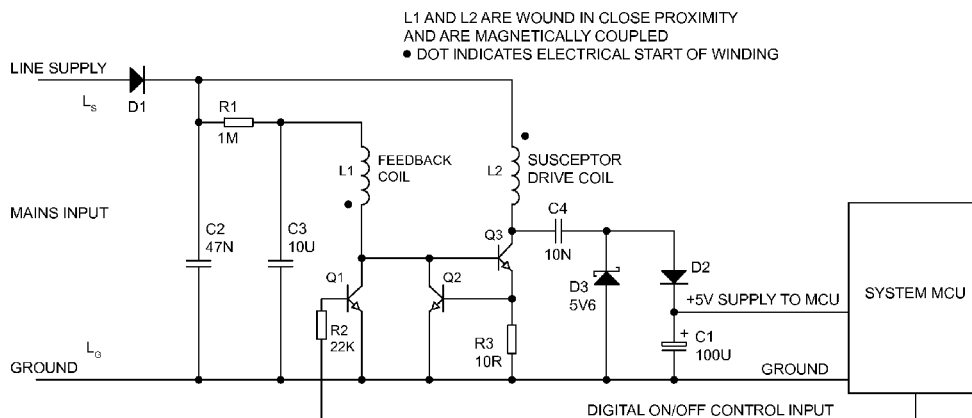 L1 AND L2 ARE WOUND IN CLOSE PROXIMITY
AND ARE MAGNETICALLY COUPLED
● DOT INDICATES ELECTRICAL START OF WINDING
LINE SUPPLY
LS
D1
R1
1M
L1
FEEDBACK
COIL
L2
SUSCEPTOR
DRIVE COIL
MAINS INPUT
C2
47N
C3
10U
Q1
Q2
Q3
C4
10N
D3
5V6
D2
+5V SUPPLY TO MCU
SYSTEM MCU
R2
22K
R3
10R
+
C1
100U
LG
GROUND
GROUND
DIGITAL ON/OFF CONTROL INPUT